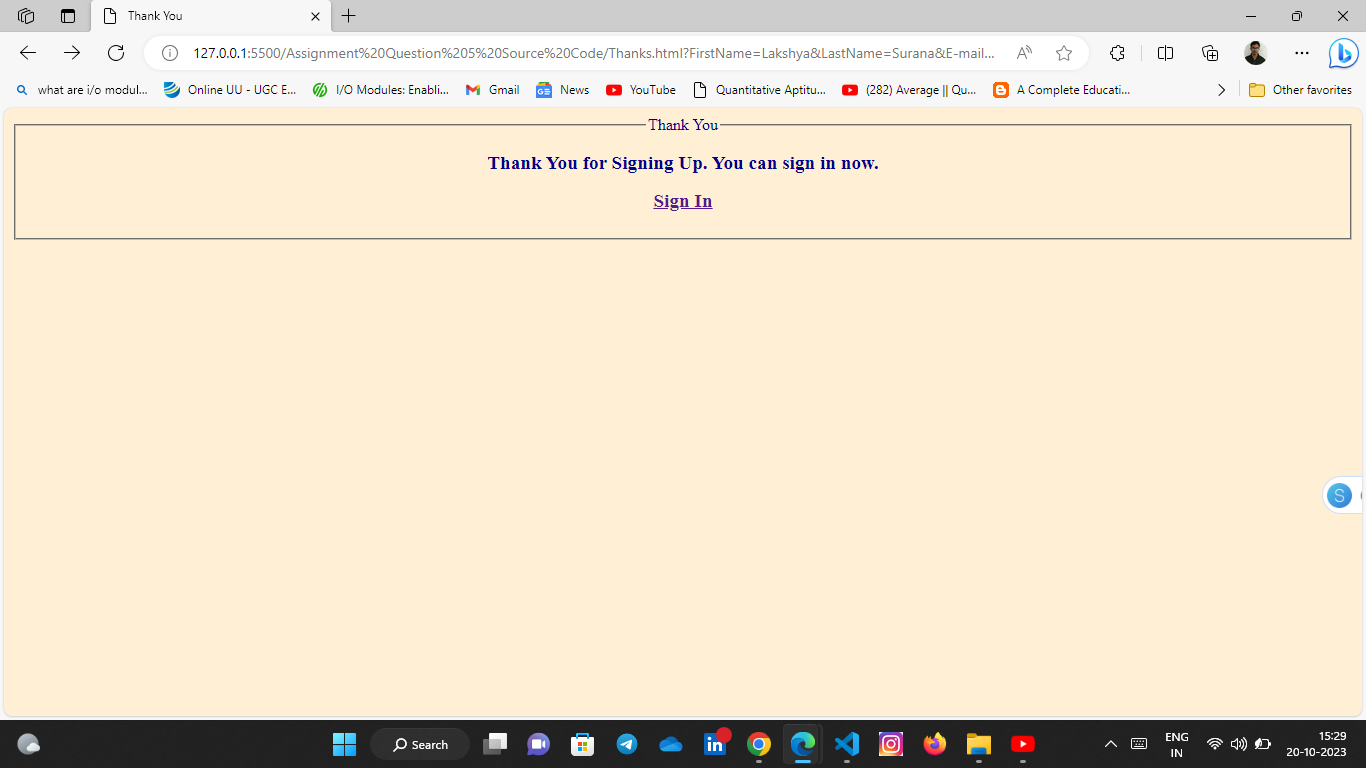 Thank You
127.0.0.1:5500/Assignment%20Question%205%20Source%20Code/Thanks.html?FirstName=Lakshya&LastName=Surana&E-mail...
what are i/o modul...
Online UU - UGC E...
I/O Modules: Enabli...
Gmail
News
YouTube
Quantitative Aptitu...
(282) Average || Qu...
A Complete Educati...
Other favorites
Thank You
Thank You for Signing Up. You can sign in now.
Sign In
Search
ENG
IN
15:29
20-10-2023